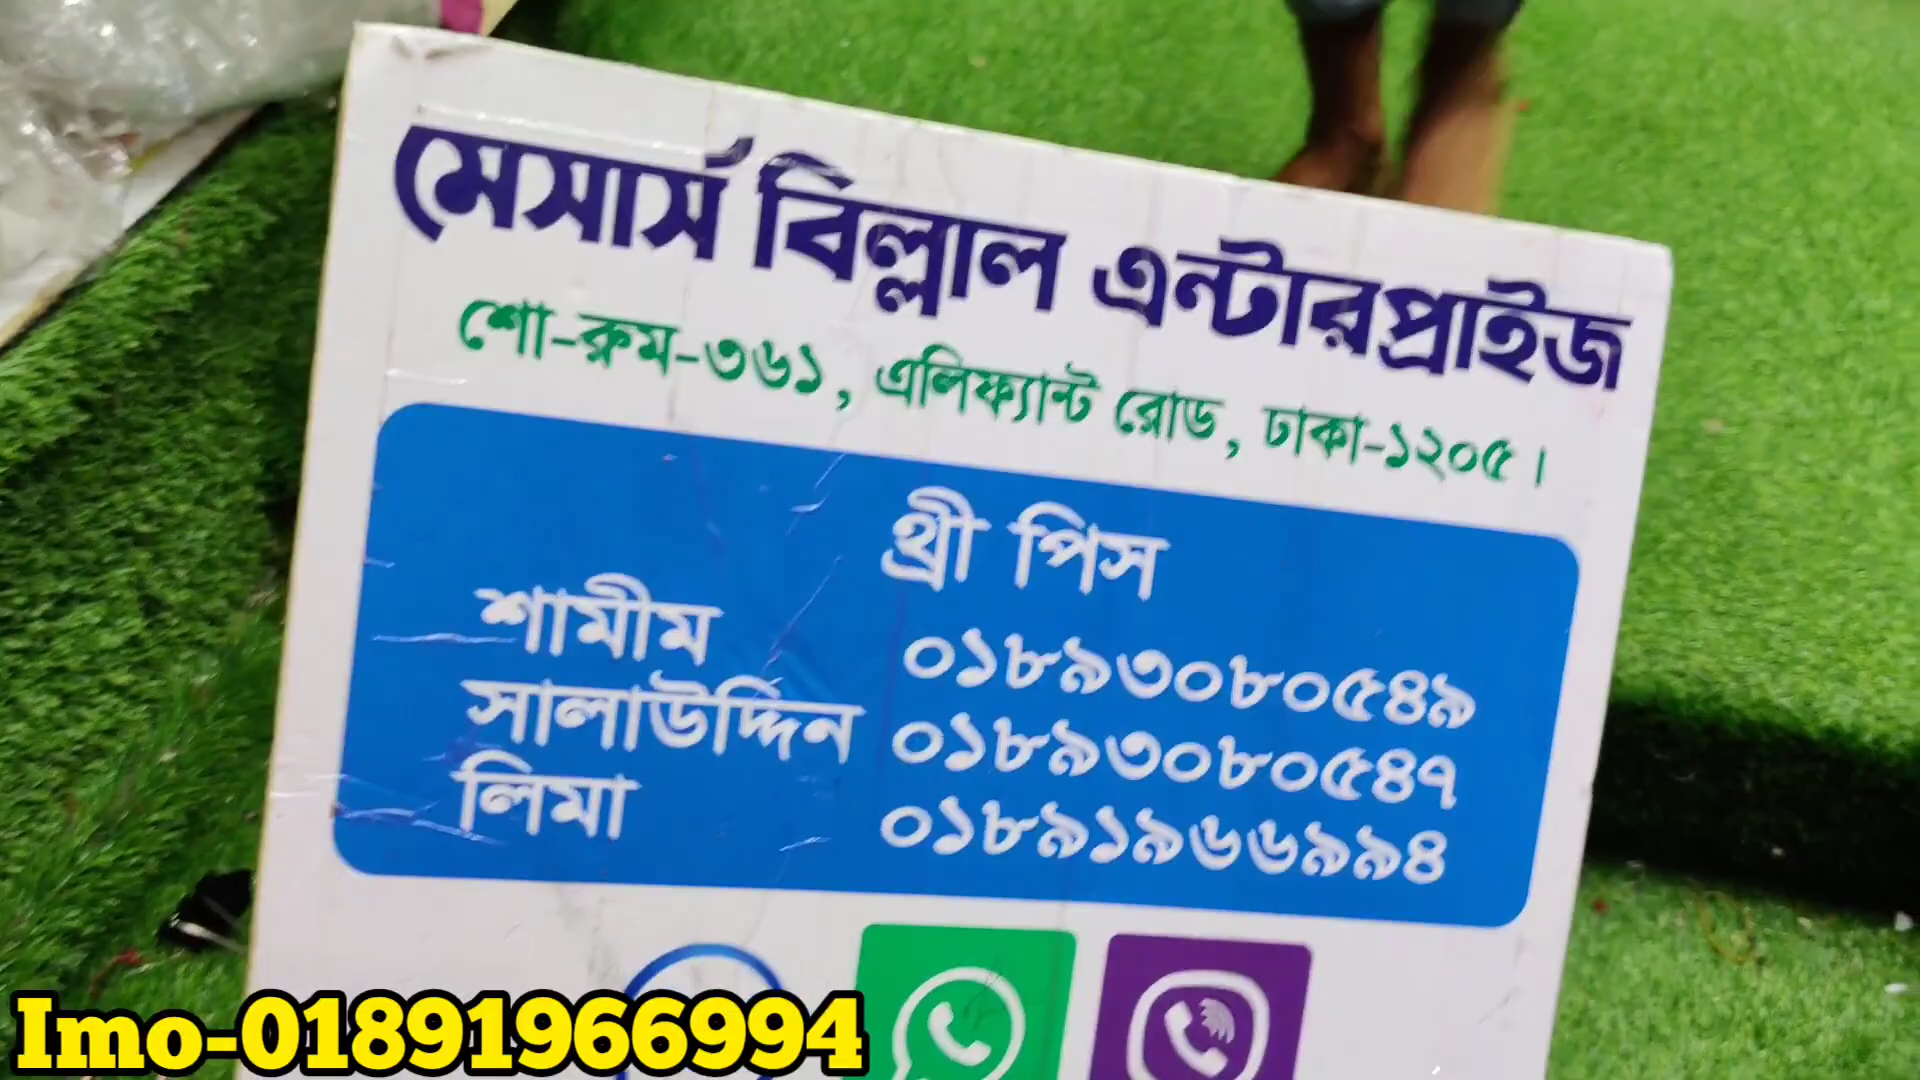 মেসার্স বিল্লাল এন্টারপ্রাইজ
শো-রুম-৩৬১, এলিফ্যান্ট রোড, ঢাকা-১২০৫।
থ্রী পিস
শামীম ০১৮৯৩০৮০৫৪৯
সালাউদ্দিন ০১৮৯৩০৮০৫৪৭
লিমা ০১৮৯১৯৬৬৯৯৪
Imo-01891966994